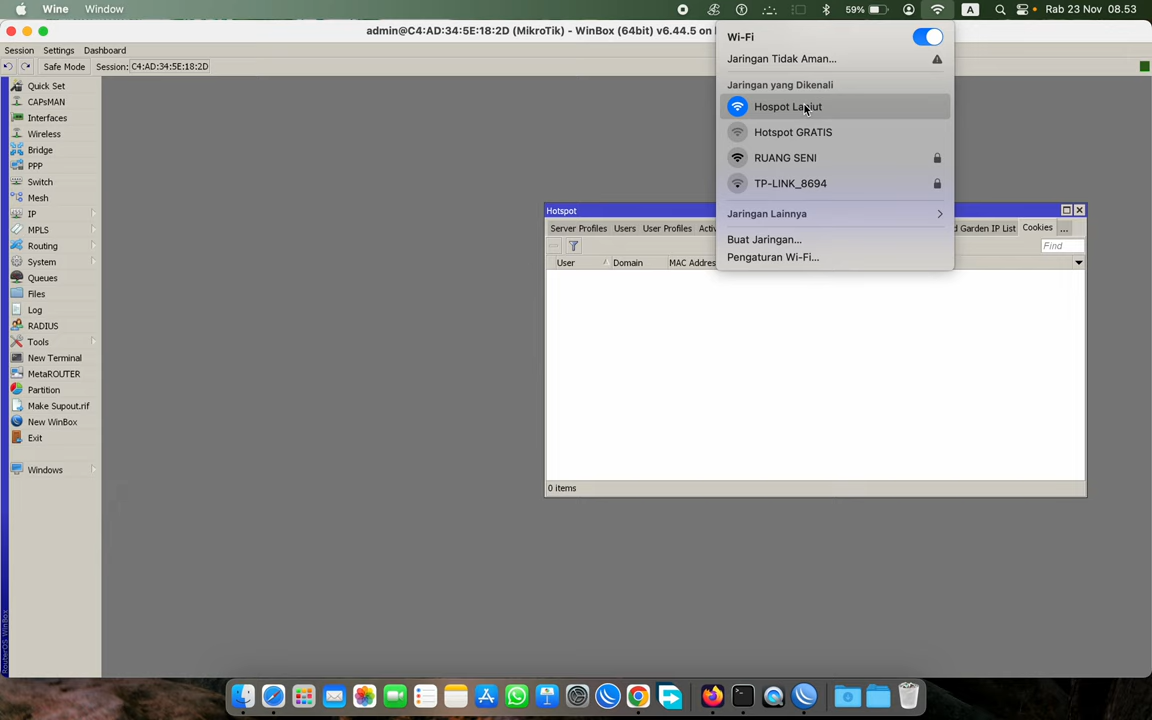 Wine Window
59% A Rab 23 Nov 08.53
admin@C4:AD:34:5E:18:2D (MikroTik) - WinBox (64bit) v6.44.5 on
Session Settings Dashboard
Safe Mode Session: C4:AD:34:5E:18:2D
Quick Set
CAPsMAN
Interfaces
Wireless
Bridge
PPP
Switch
Mesh
IP
MPLS
Routing
System
Queues
Files
Log
RADIUS
Tools
New Terminal
MetaROUTER
Partition
Make Supout.rif
New WinBox
Exit
Windows
RouterOS WinBox
Wi-Fi
Jaringan Tidak Aman...
Jaringan yang Dikenali
Hospot
Hotspot GRATIS
RUANG SENI
TP-LINK_8694
Jaringan Lainnya
Buat Jaringan...
Pengaturan Wi-Fi...
Hotspot
Server Profiles Users User Profiles Garden IP List Cookies ...
Find
User Domain MAC
0 items